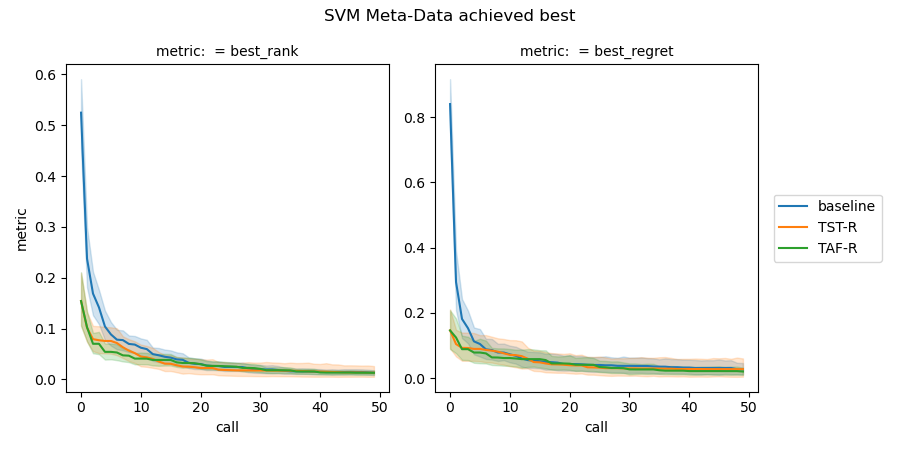 SVM Meta-Data achieved best
metric:  = best_rank
metric:  = best_regret
metric
0.6
0.5
0.4
0.3
0.2
0.1
0.0
0 10 20 30 40 50
call
0.8
0.6
0.4
0.2
0.0
0 10 20 30 40 50
call
baseline
TST-R
TAF-R